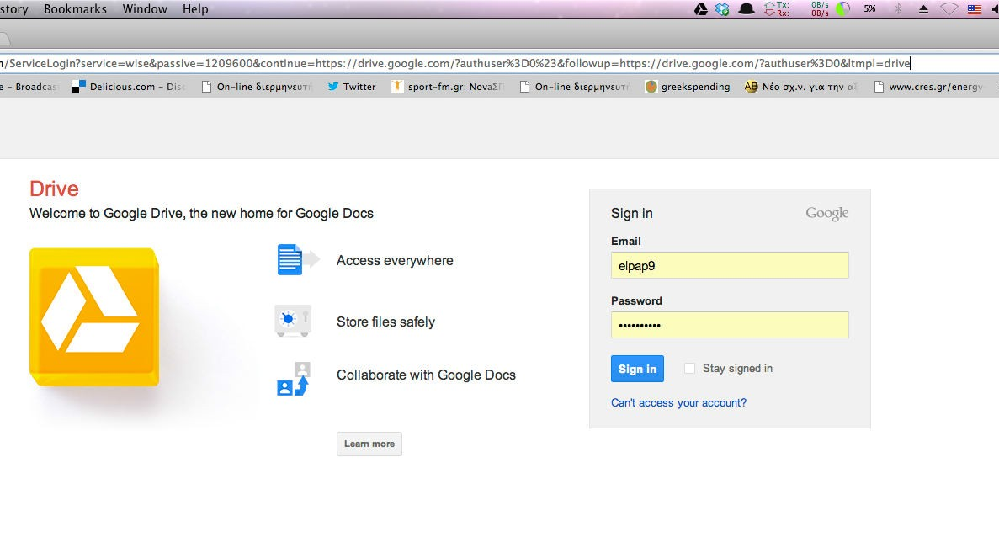 story Bookmarks Window Help Tx: 0B/s Rx: 0B/s 5%
n/ServiceLogin?service=wise&passive=1209600&continue=https://drive.google.com/?authuser%3D0%23&followup=https://drive.google.com/?authuser%3D0&ltmpl=drive
e - Broadcas Delicious.com - Disc On-line διερμηνευτή Twitter sport-fm.gr: NovaΣΠ On-line διερμηνευτή greekspending AB Νέο σχ.ν. για την αξ www.cres.gr/energy-
Drive
Welcome to Google Drive, the new home for Google Docs
Access everywhere
Store files safely
Collaborate with Google Docs
Learn more
Sign in Google
Email
elpap9
Password
••••••••••
Sign in Stay signed in
Can't access your account?